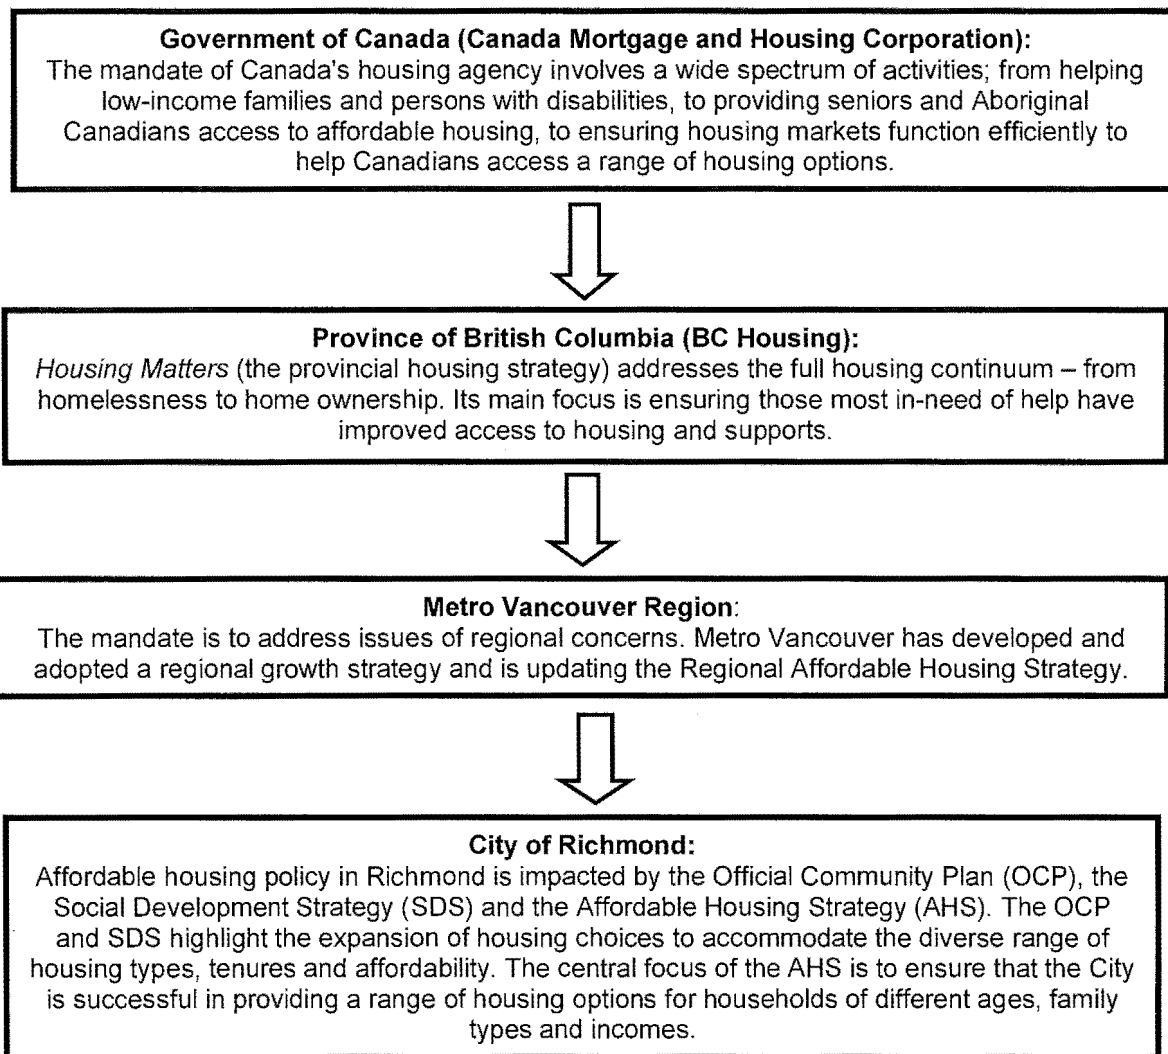 Government of Canada (Canada Mortgage and Housing Corporation):
The mandate of Canada's housing agency involves a wide spectrum of activities; from helping
low-income families and persons with disabilities, to providing seniors and Aboriginal
Canadians access to affordable housing, to ensuring housing markets function efficiently to
help Canadians access a range of housing options.
Province of British Columbia (BC Housing):
Housing Matters (the provincial housing strategy) addresses the full housing continuum – from
homelessness to home ownership. Its main focus is ensuring those most in-need of help have
improved access to housing and supports.
Metro Vancouver Region:
The mandate is to address issues of regional concerns. Metro Vancouver has developed and
adopted a regional growth strategy and is updating the Regional Affordable Housing Strategy.
City of Richmond:
Affordable housing policy in Richmond is impacted by the Official Community Plan (OCP), the
Social Development Strategy (SDS) and the Affordable Housing Strategy (AHS). The OCP
and SDS highlight the expansion of housing choices to accommodate the diverse range of
housing types, tenures and affordability. The central focus of the AHS is to ensure that the City
is successful in providing a range of housing options for households of different ages, family
types and incomes.